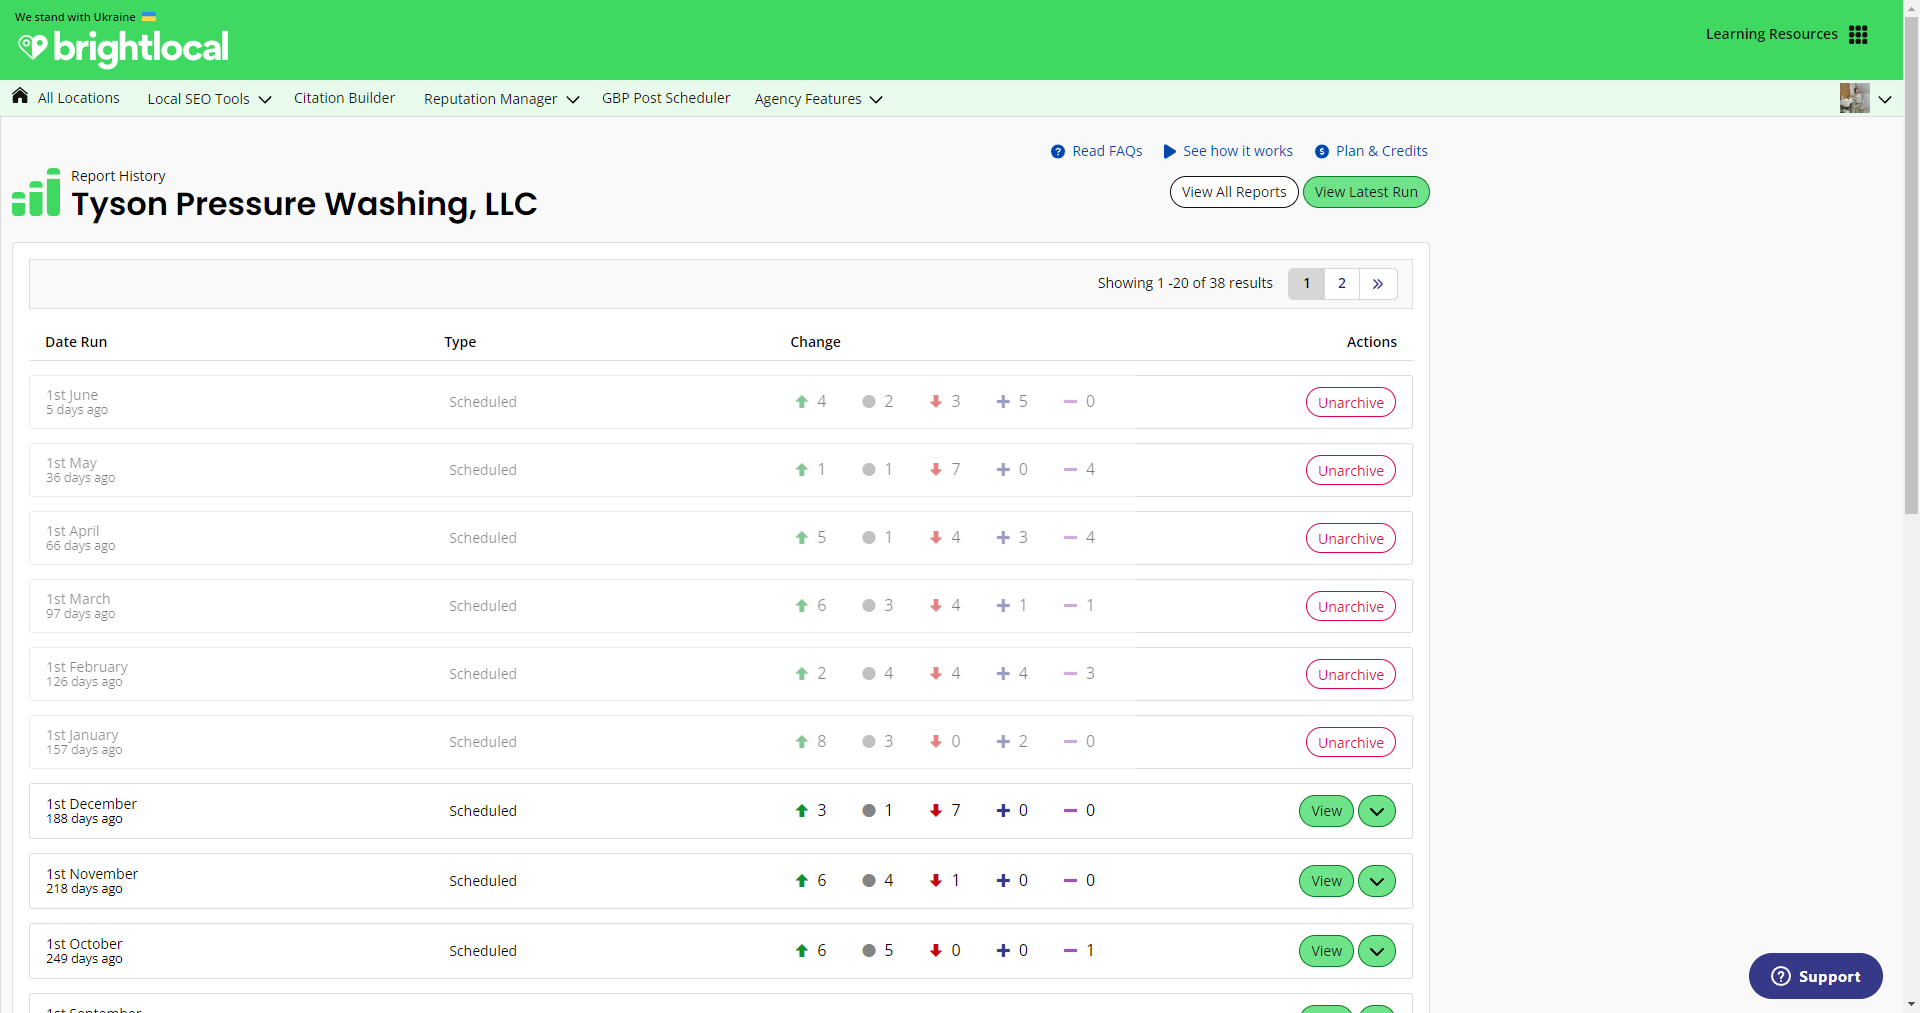 We stand with Ukraine
brightlocal
Learning Resources
All Locations
Local SEO Tools
Citation Builder
Reputation Manager
GBP Post Scheduler
Agency Features
Read FAQs
See how it works
Plan & Credits
Report History
Tyson Pressure Washing, LLC
View All Reports
View Latest Run
Showing 1 -20 of 38 results
1 2 »
Date Run Type Change Actions
1st June
5 days ago
Scheduled 4 2 3 5 0 Unarchive
1st May
36 days ago
Scheduled 1 1 7 0 4 Unarchive
1st April
66 days ago
Scheduled 5 1 4 3 4 Unarchive
1st March
97 days ago
Scheduled 6 3 4 1 1 Unarchive
1st February
126 days ago
Scheduled 2 4 4 4 3 Unarchive
1st January
157 days ago
Scheduled 8 3 0 2 0 Unarchive
1st December
188 days ago
Scheduled 3 1 7 0 0 View
1st November
218 days ago
Scheduled 6 4 1 0 0 View
1st October
249 days ago
Scheduled 6 5 0 0 1 View
1st September
Support